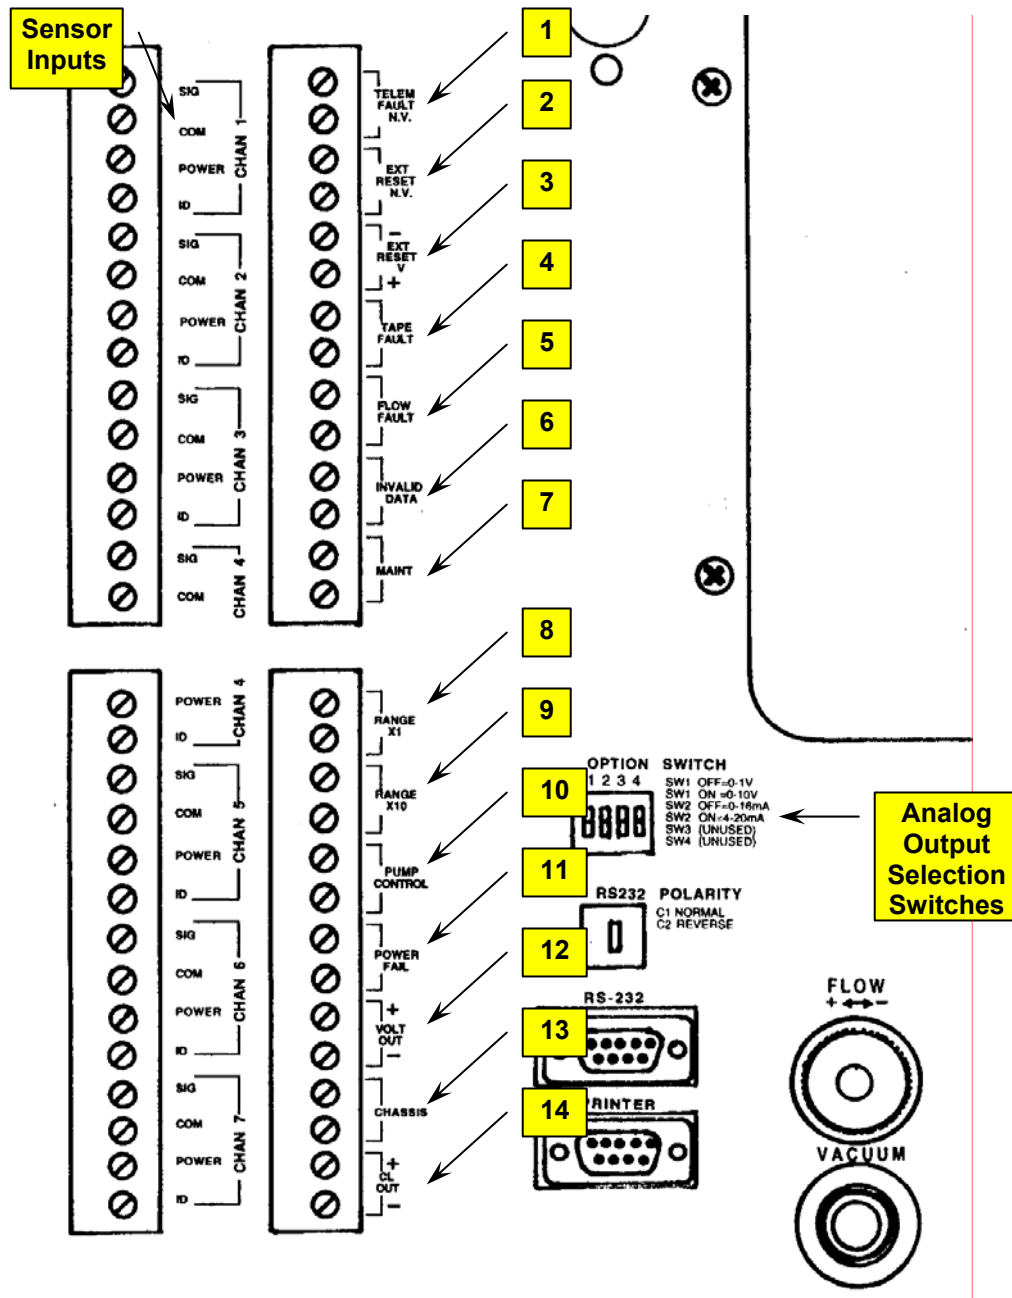 Sensor
Inputs
SIG
COM
POWER
ID
CHAN 1
SIG
COM
POWER
ID
CHAN 2
SIG
COM
POWER
ID
CHAN 3
SIG
COM
CHAN 4
POWER
ID
CHAN 4
SIG
COM
POWER
ID
CHAN 5
SIG
COM
POWER
ID
CHAN 6
SIG
COM
POWER
ID
CHAN 7
TELEM
FAULT
N.V.
EXT
RESET
N.V.
−
EXT
RESET
V
+
TAPE
FAULT
FLOW
FAULT
INVALID
DATA
MAINT
RANGE
X1
RANGE
X10
PUMP
CONTROL
POWER
FAIL
+
VOLT
OUT
−
CHASSIS
+
CL
OUT
−
1
2
3
4
5
6
7
8
9
10
11
12
13
14
OPTION SWITCH
1 2 3 4
SW1 OFF=0-1V
SW1 ON =0-10V
SW2 OFF=0-16mA
SW2 ON=4-20mA
SW3 (UNUSED)
SW4 (UNUSED)
Analog
Output
Selection
Switches
RS232 POLARITY
C1 NORMAL
C2 REVERSE
RS-232
PRINTER
FLOW
+ ◄►−
VACUUM